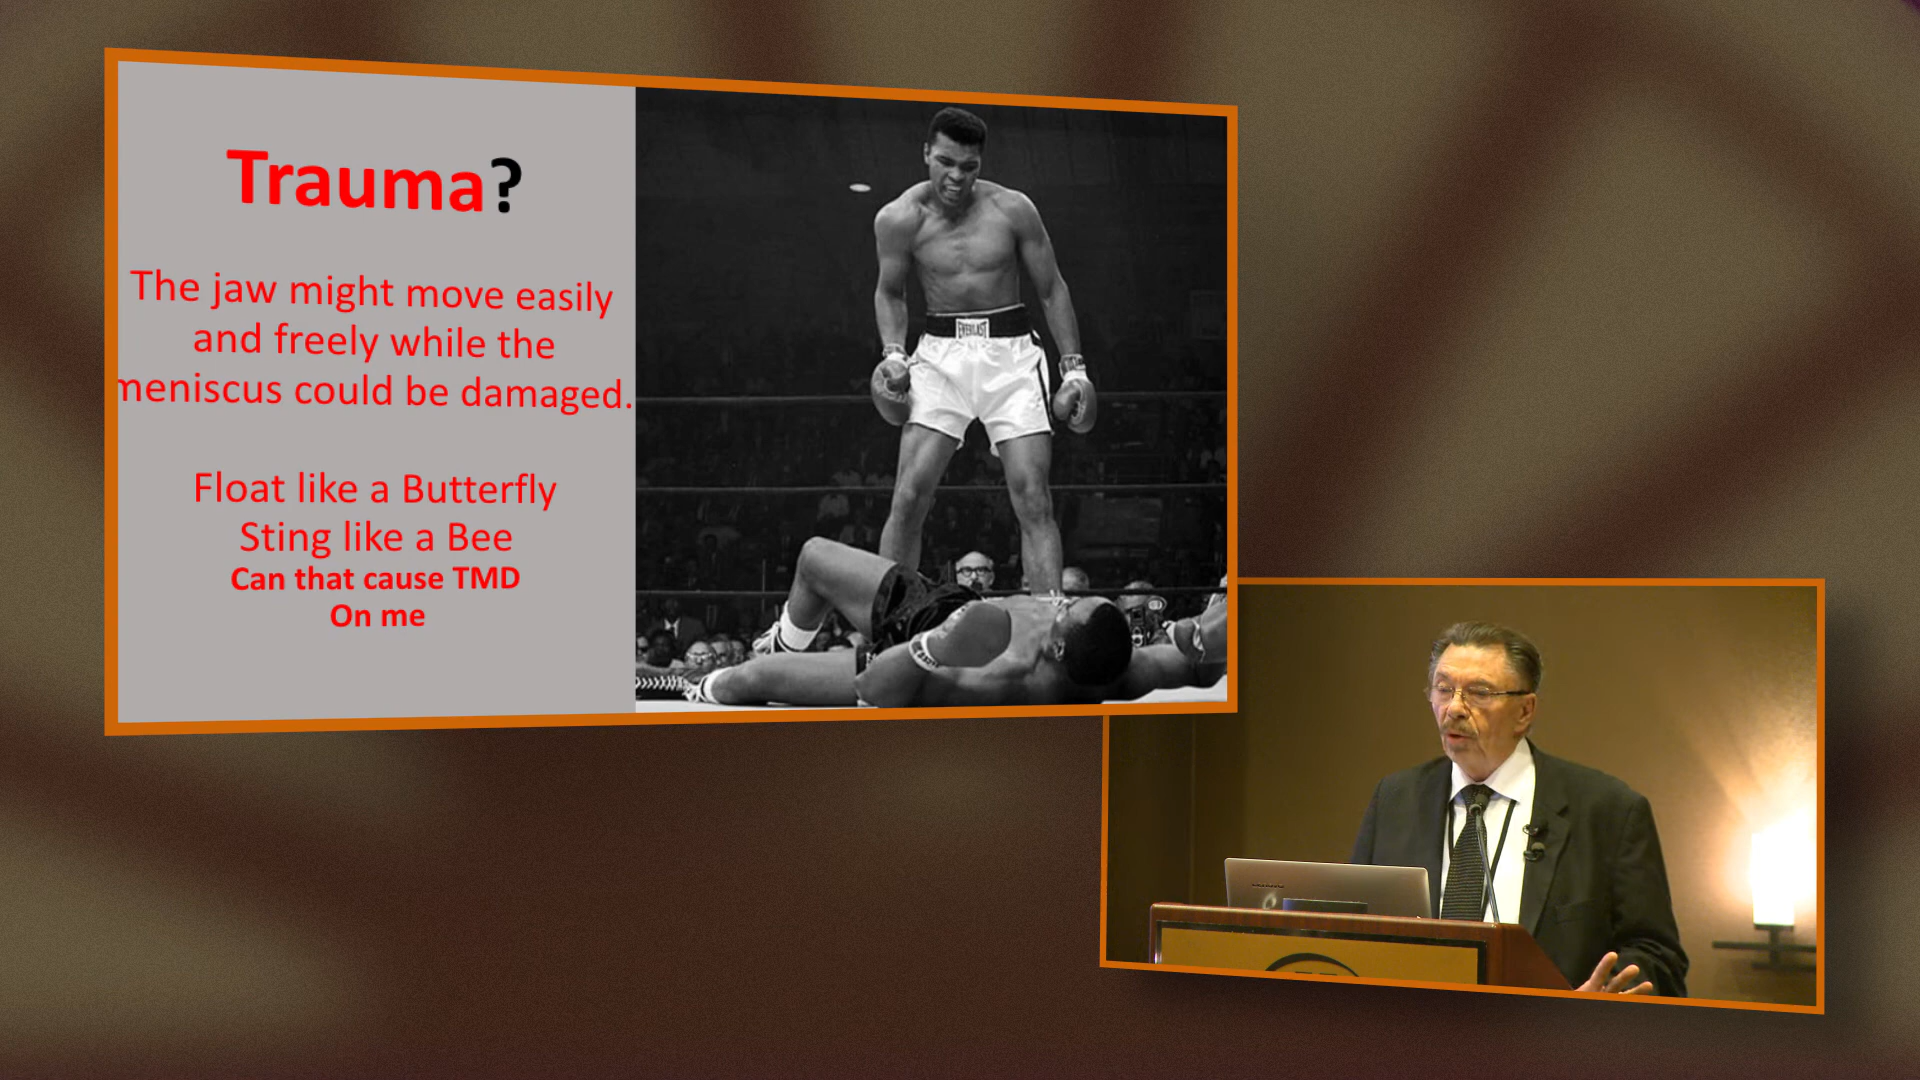 Trauma?
The jaw might move easily
and freely while the
meniscus could be damaged.
Float like a Butterfly
Sting like a Bee
Can that cause TMD
On me
EVERLAST